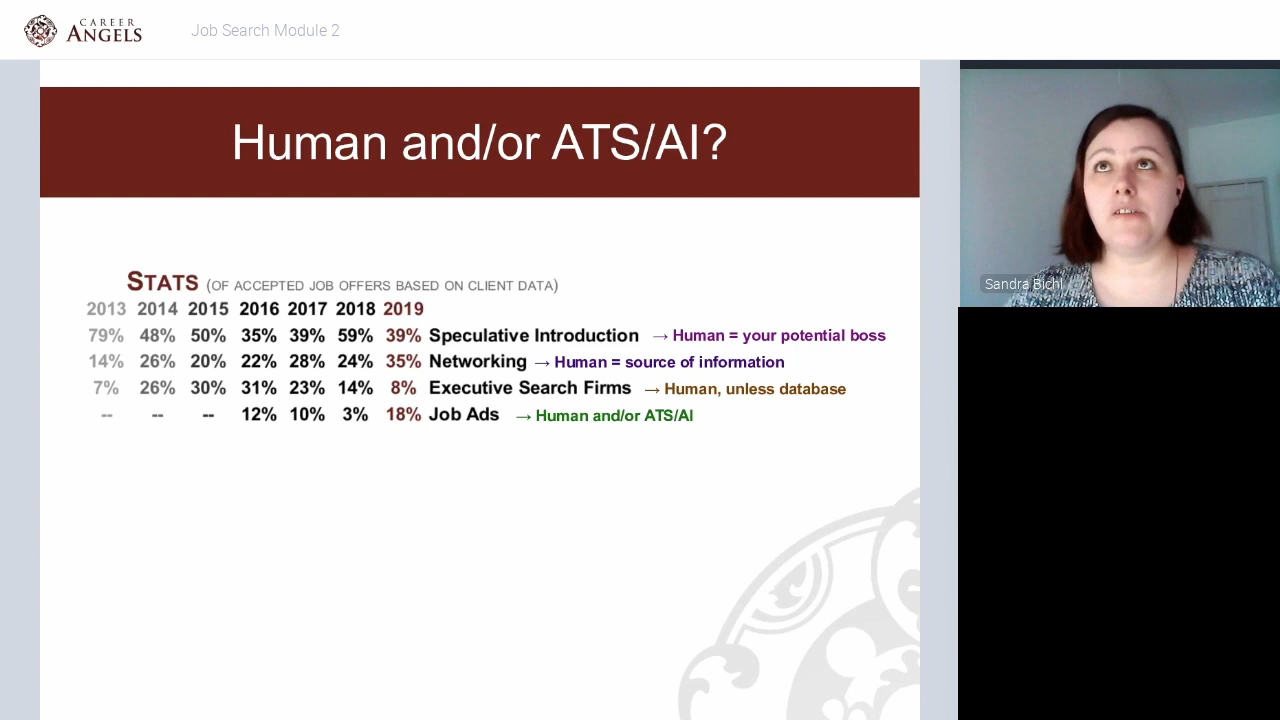 CAREER
ANGELS
Job Search Module 2
Human and/or ATS/AI?
Sandra Bichl
STATS (OF ACCEPTED JOB OFFERS BASED ON CLIENT DATA)
2013 2014 2015 2016 2017 2018 2019
79% 48% 50% 35% 39% 59% 39% Speculative Introduction → Human = your potential boss
14% 26% 20% 22% 28% 24% 35% Networking → Human = source of information
7% 26% 30% 31% 23% 14% 8% Executive Search Firms → Human, unless database
-- -- -- 12% 10% 3% 18% Job Ads → Human and/or ATS/AI